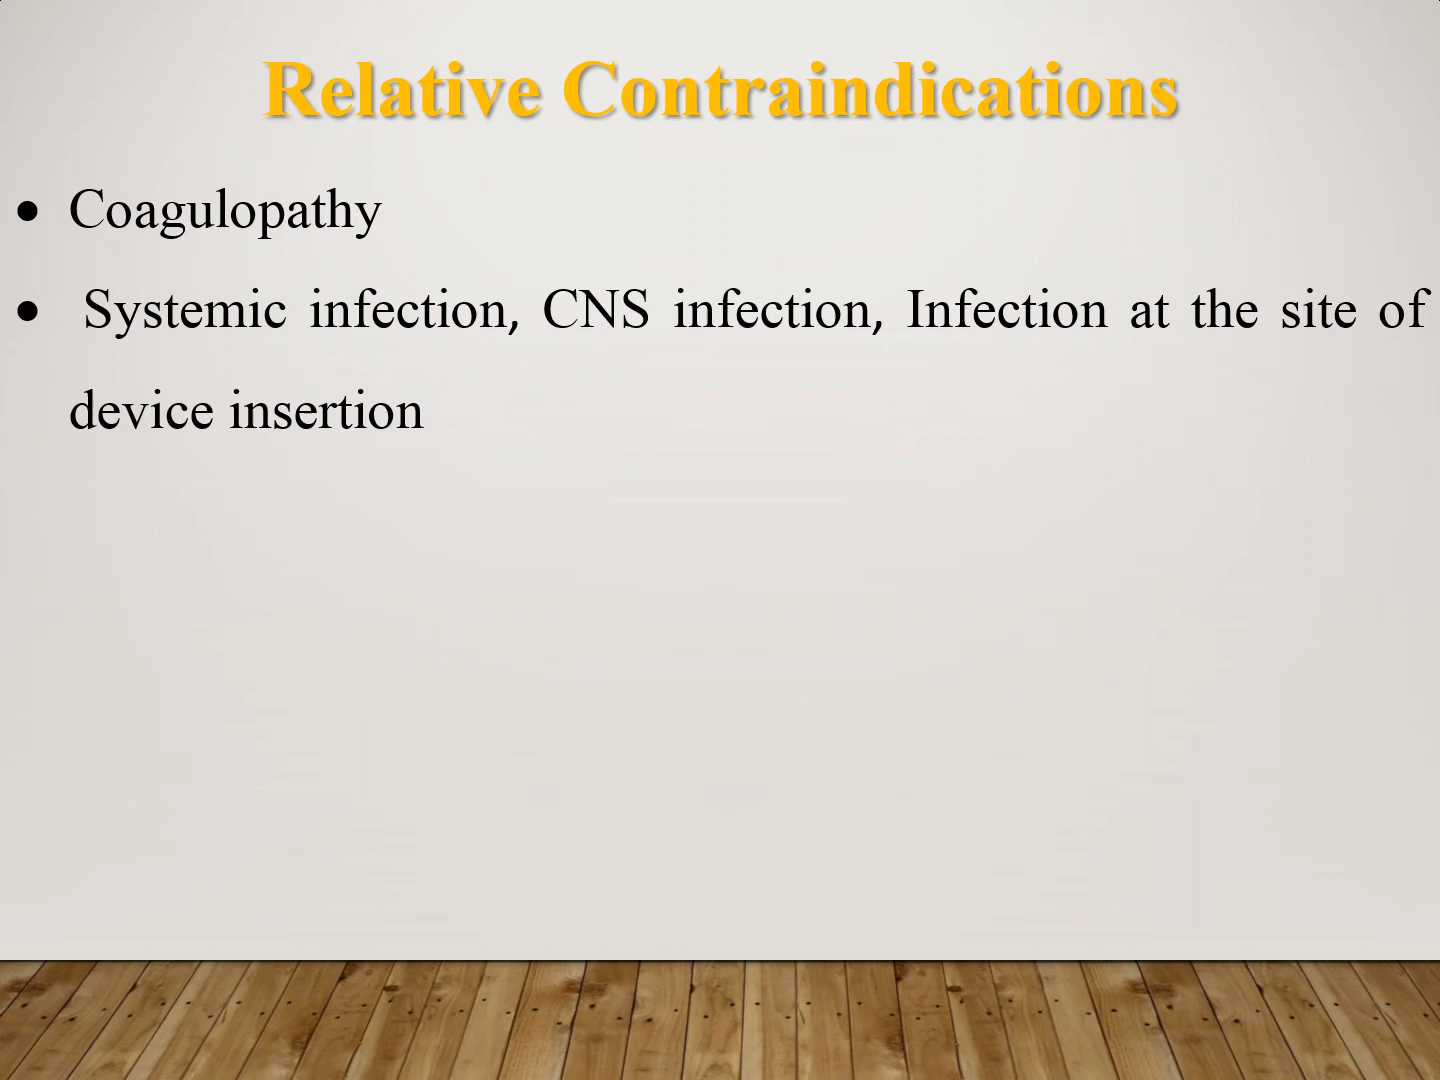 Relative Contraindications
• Coagulopathy
• Systemic infection, CNS infection, Infection at the site of
device insertion